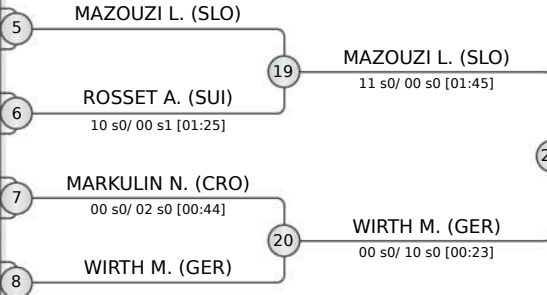 5
MAZOUZI L. (SLO)
19
MAZOUZI L. (SLO)
11 s0/ 00 s0 [01:45]
6
ROSSET A. (SUI)
10 s0/ 00 s1 [01:25]
7
MARKULIN N. (CRO)
00 s0/ 02 s0 [00:44]
20
WIRTH M. (GER)
00 s0/ 10 s0 [00:23]
8
WIRTH M. (GER)